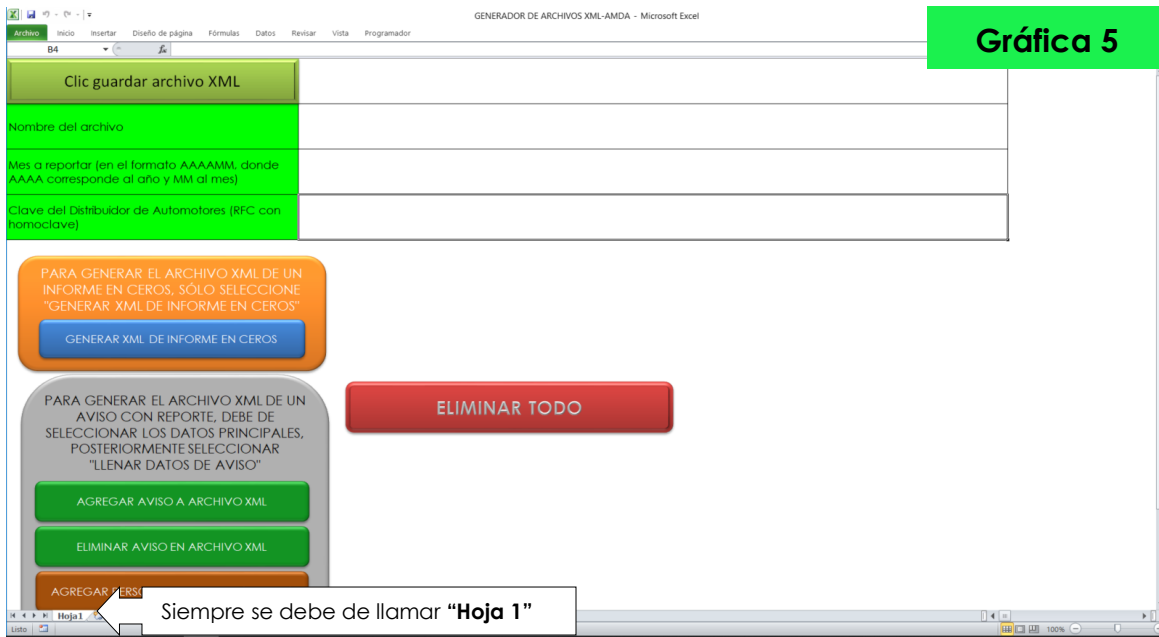 GENERADOR DE ARCHIVOS XML-AMDA - Microsoft Excel
Gráfica 5
Archivo Inicio Insertar Diseño de página Fórmulas Datos Revisar Vista Programador
B4 fx
Clic guardar archivo XML
Nombre del archivo
Mes a reportar (en el formato AAAAMM, donde
AAAA corresponde al año y MM al mes)
Clave del Distribuidor de Automotores (RFC con
homoclave)
PARA GENERAR EL ARCHIVO XML DE UN
INFORME EN CEROS, SÓLO SELECCIONE
"GENERAR XML DE INFORME EN CEROS"
GENERAR XML DE INFORME EN CEROS
PARA GENERAR EL ARCHIVO XML DE UN
AVISO CON REPORTE, DEBE DE
SELECCIONAR LOS DATOS PRINCIPALES,
POSTERIORMENTE SELECCIONAR
"LLENAR DATOS DE AVISO"
ELIMINAR TODO
AGREGAR AVISO A ARCHIVO XML
ELIMINAR AVISO EN ARCHIVO XML
AGREGAR
Siempre se debe de llamar “Hoja 1”
Hoja1
Listo
100%